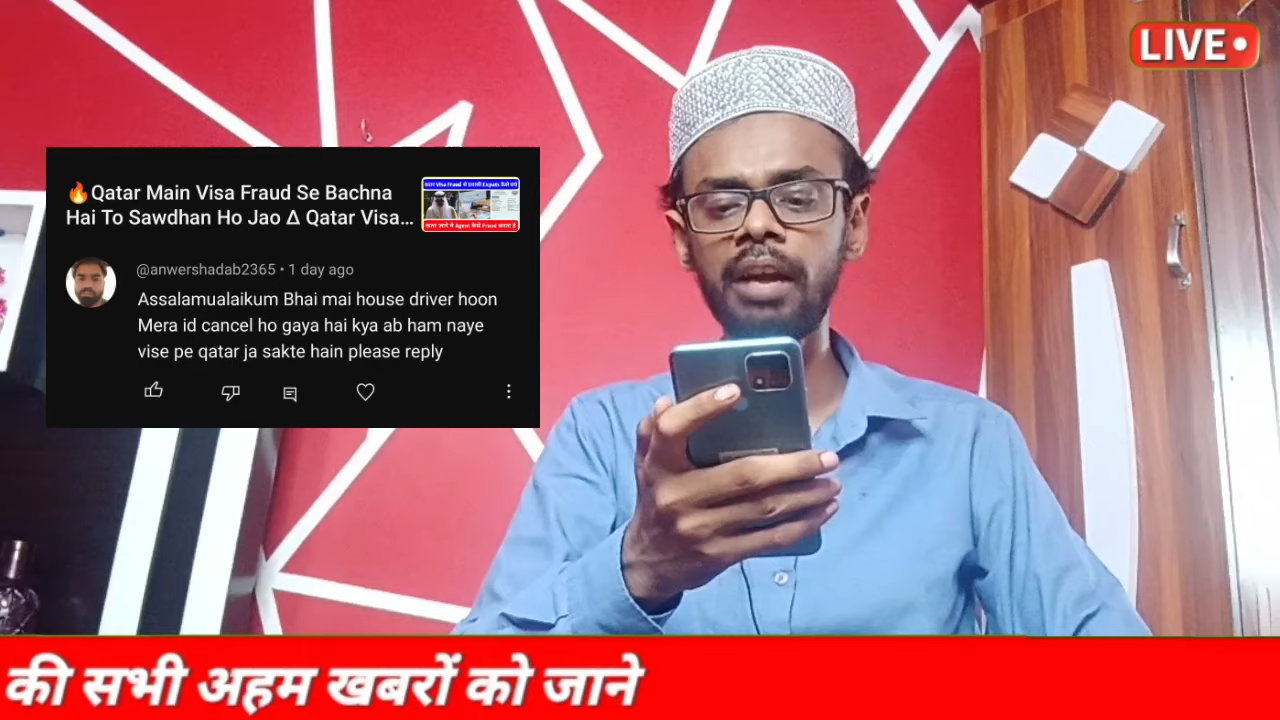 LIVE
🔥Qatar Main Visa Fraud Se Bachna
Hai To Sawdhan Ho Jao Δ Qatar Visa...
@anwershadab2365 • 1 day ago
Assalamualaikum Bhai mai house driver hoon
Mera id cancel ho gaya hai kya ab ham naye
vise pe qatar ja sakte hain please reply
की सभी अहम खबरों को जाने